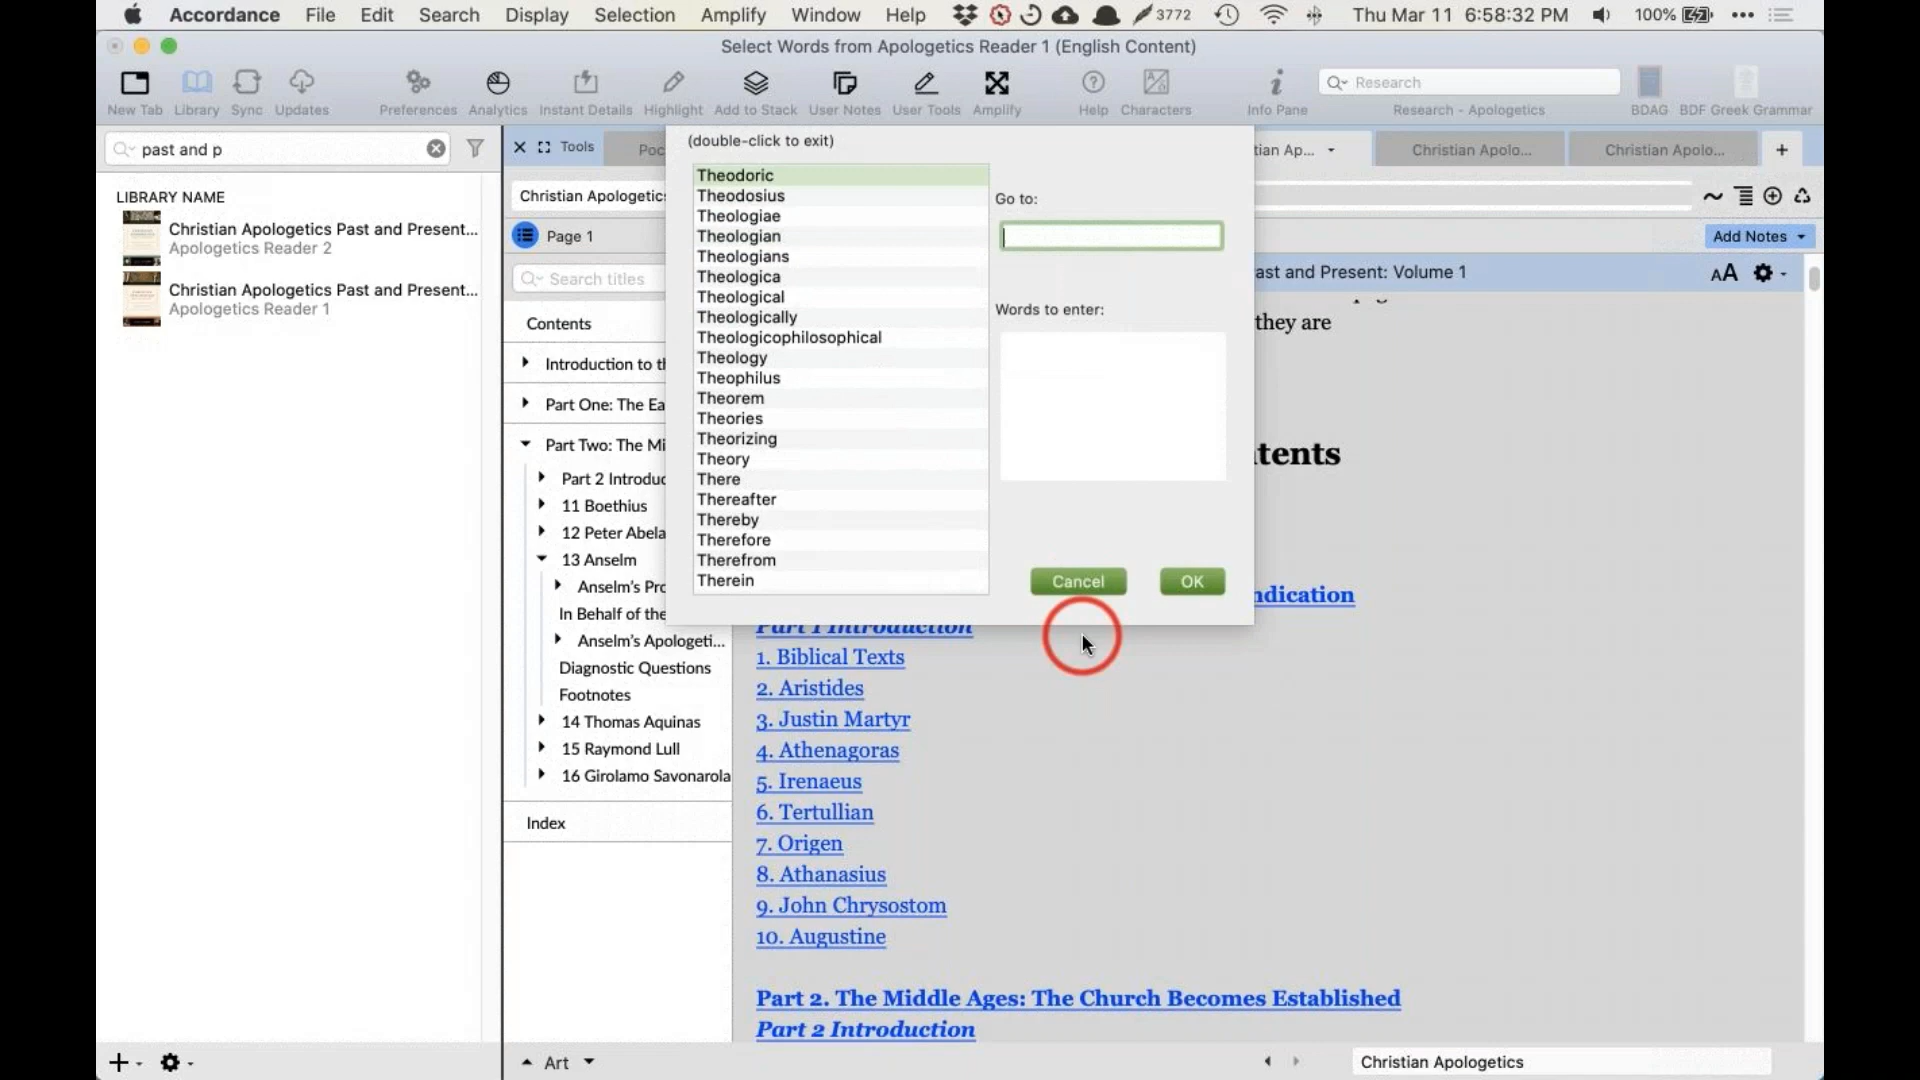 Accordance File Edit Search Display Selection Amplify Window Help 3772 Thu Mar 11 6:58:32 PM 100%
Select Words from Apologetics Reader 1 (English Content)
New Tab Library Sync Updates Preferences Analytics Instant Details Highlight Add to Stack User Notes User Tools Amplify Help Characters Info Pane Research - Apologetics BDAG BDF Greek Grammar
Research
past and p
LIBRARY NAME
Christian Apologetics Past and Present...
Apologetics Reader 2
Christian Apologetics Past and Present...
Apologetics Reader 1
Tools Poc
tian Ap... Christian Apolo... Christian Apolo...
Christian Apologetics
Page 1
Add Notes
Search titles
ast and Present: Volume 1
AA
Contents
Introduction to th
Part One: The Ea
Part Two: The Mi
Part 2 Introduc
11 Boethius
12 Peter Abela
13 Anselm
Anselm's Pro
In Behalf of the
Anselm's Apologeti...
Diagnostic Questions
Footnotes
14 Thomas Aquinas
15 Raymond Lull
16 Girolamo Savonarola
Index
(double-click to exit)
Theodoric
Theodosius
Theologiae
Theologian
Theologians
Theologica
Theological
Theologically
Theologicophilosophical
Theology
Theophilus
Theorem
Theories
Theorizing
Theory
There
Thereafter
Thereby
Therefore
Therefrom
Therein
Go to:
Words to enter:
Cancel OK
they are
tents
ndication
Part 1 Introduction
1. Biblical Texts
2. Aristides
3. Justin Martyr
4. Athenagoras
5. Irenaeus
6. Tertullian
7. Origen
8. Athanasius
9. John Chrysostom
10. Augustine
Part 2. The Middle Ages: The Church Becomes Established
Part 2 Introduction
Art
Christian Apologetics